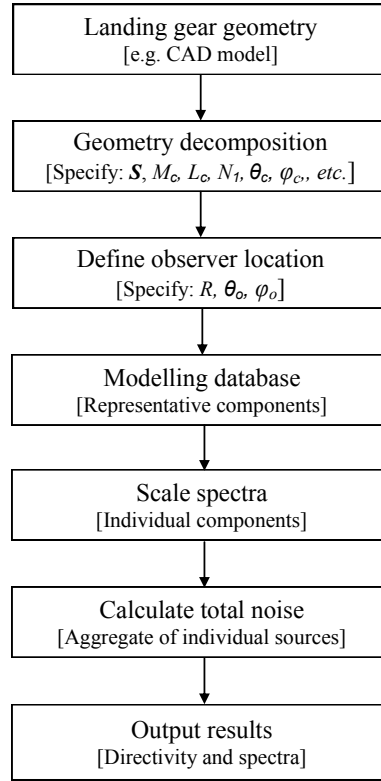 Landing gear geometry
[e.g. CAD model]
Geometry decomposition
[Specify: S, Mc, Lc, N1, θc, φc,, etc.]
Define observer location
[Specify: R, θo, φo]
Modelling database
[Representative components]
Scale spectra
[Individual components]
Calculate total noise
[Aggregate of individual sources]
Output results
[Directivity and spectra]